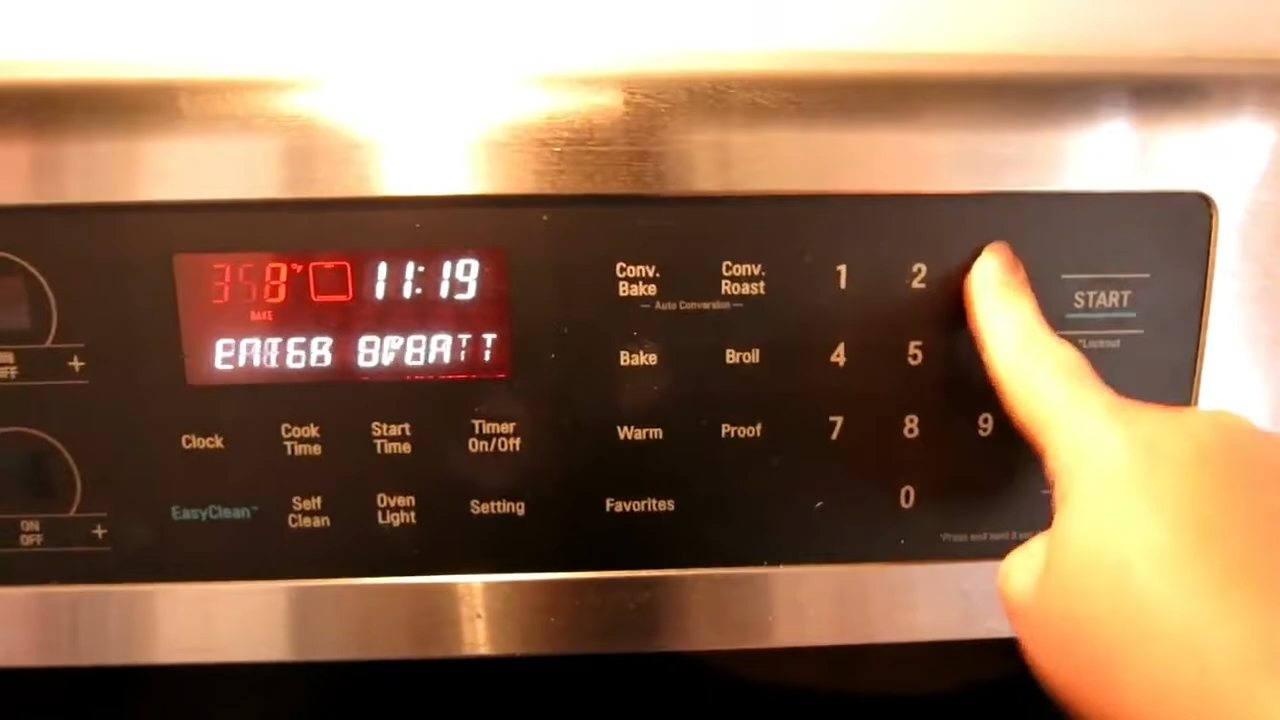 11:19
BAKE
Conv. Bake
Conv. Roast
Auto Conversion
1 2
START
*Lockout
Bake
Broil
4 5
Clock
Cook Time
Start Time
Timer On/Off
Warm
Proof
7 8 9
EasyClean™
Self Clean
Oven Light
Setting
Favorites
0
ON
OFF
+
+